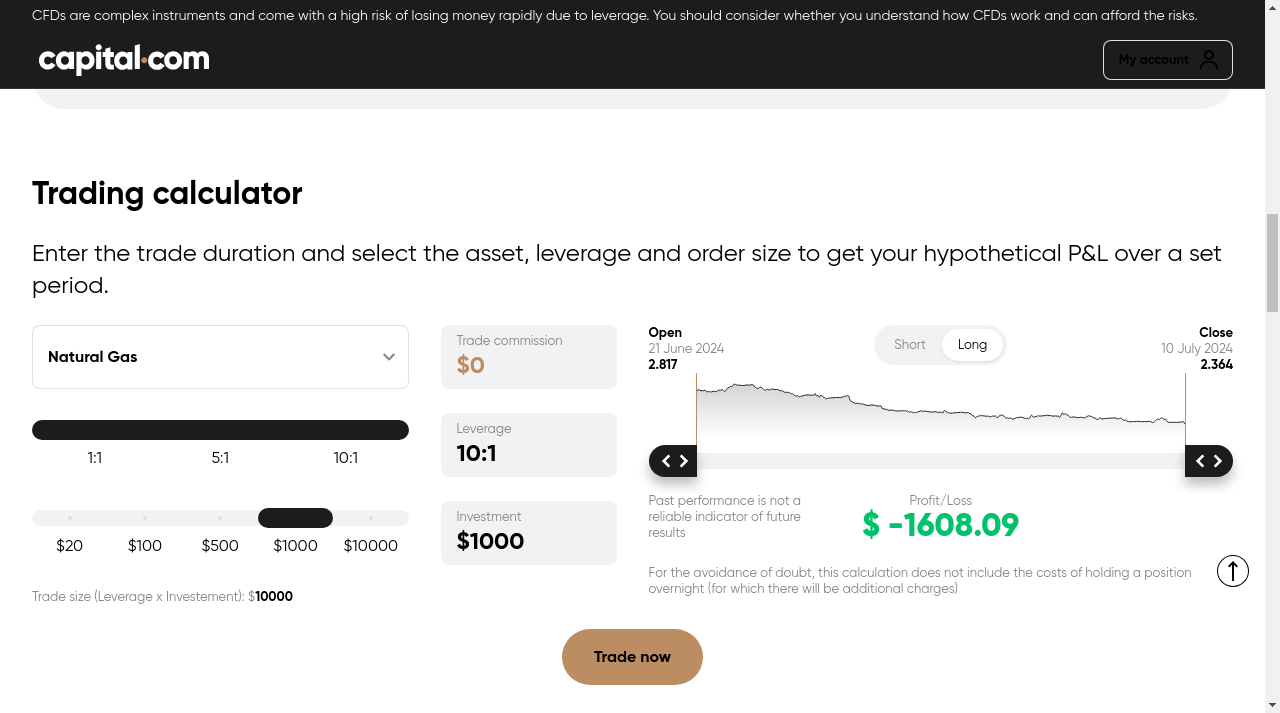 CFDs are complex instruments and come with a high risk of losing money rapidly due to leverage. You should consider whether you understand how CFDs work and can afford the risks.
capital.com
My account
Trading calculator
Enter the trade duration and select the asset, leverage and order size to get your hypothetical P&L over a set
period.
Natural Gas
1:1 5:1 10:1
$20 $100 $500 $1000 $10000
Trade size (Leverage x Investement): $10000
Trade commission
$0
Leverage
10:1
Investment
$1000
Open
21 June 2024
2.817
Short Long
Close
10 July 2024
2.364
Past performance is not a
reliable indicator of future
results
Profit/Loss
$ -1608.09
For the avoidance of doubt, this calculation does not include the costs of holding a position
overnight (for which there will be additional charges)
Trade now